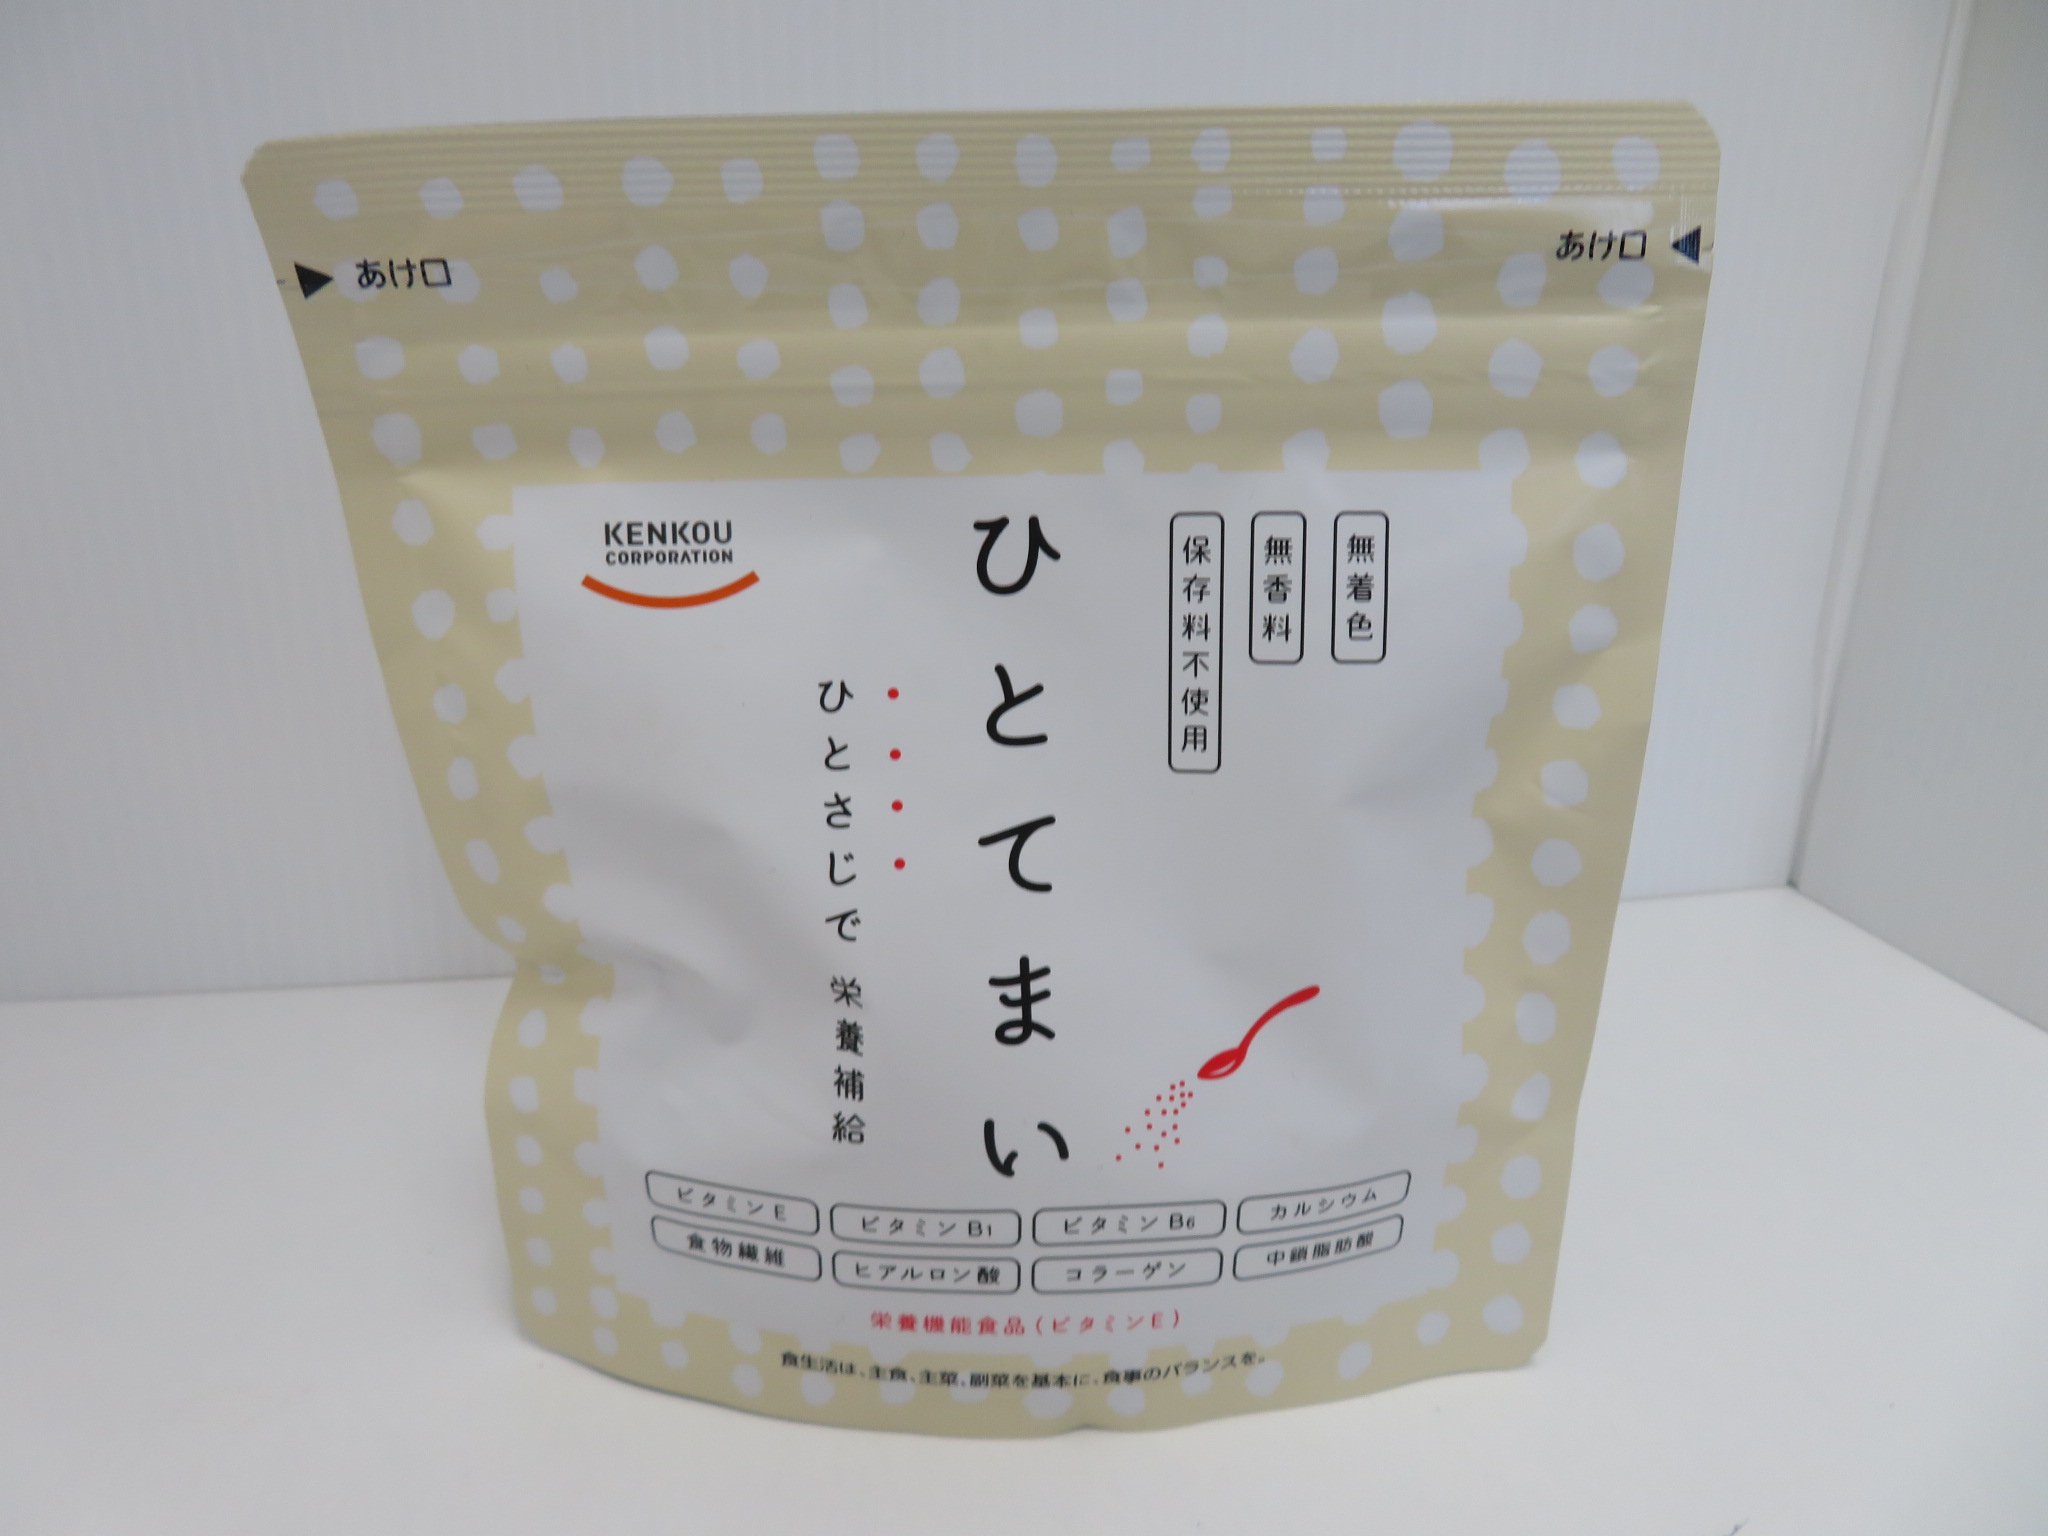 あけ口
あけ口
KENKOU
CORPORATION
無着色
無香料
保存料不使用
ひとてまい
ひとさじで 栄養補給
ビタミンE
ビタミンB1
ビタミンB6
カルシウム
食物繊維
ヒアルロン酸
コラーゲン
中鎖脂肪酸
栄養機能食品(ビタミンE)
食生活は、主食、主菜、副菜を基本に、食事のバランスを。